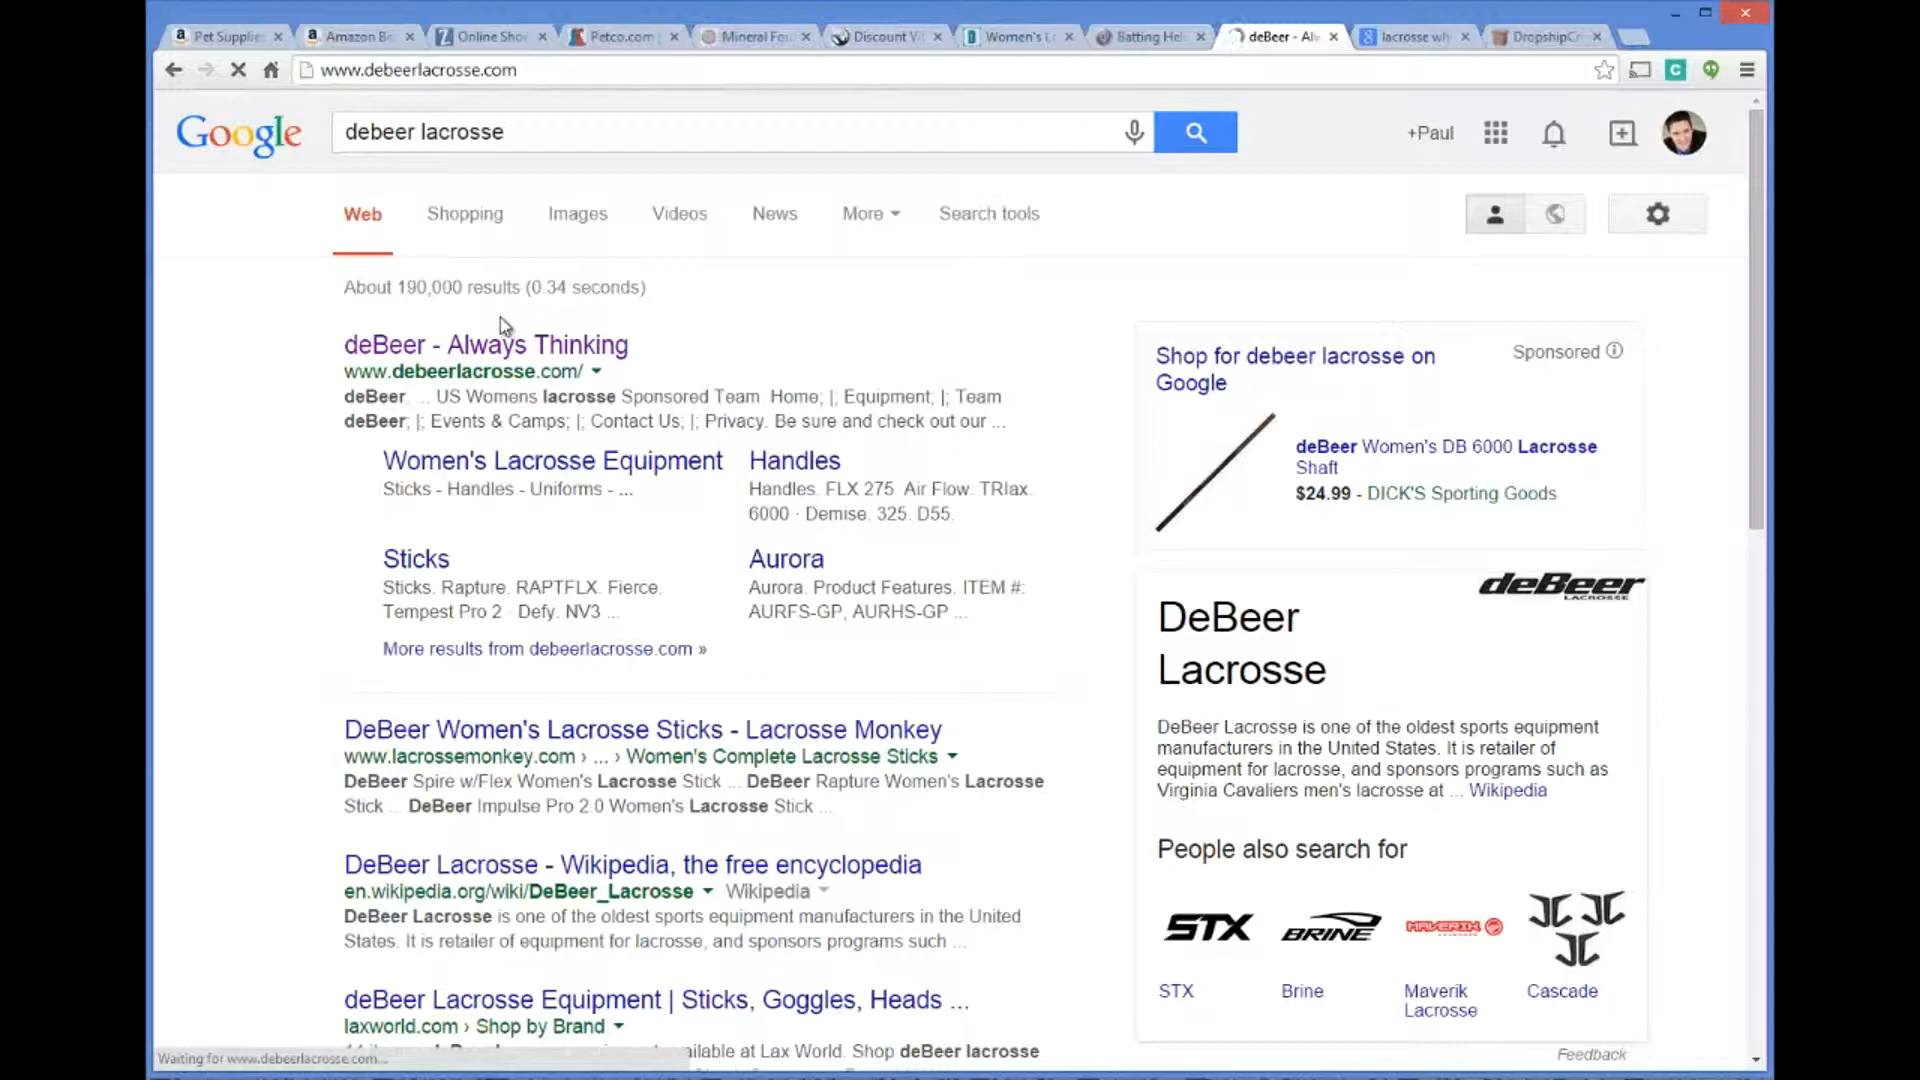 Pet Supplie
Amazon Be
Online Sho
Petco.com |
Mineral Fou
Discount Vi
Women's L
Batting Hel
deBeer - Alv
lacrosse wh
DropshipCr
www.debeerlacrosse.com
Google
debeer lacrosse
+Paul
Web
Shopping
Images
Videos
News
More
Search tools
About 190,000 results (0.34 seconds)
deBeer - Always Thinking
www.debeerlacrosse.com/
deBeer. ... US Womens lacrosse Sponsored Team. Home; |; Equipment; |; Team
deBeer; |; Events & Camps; |; Contact Us; |; Privacy. Be sure and check out our ...
Women's Lacrosse Equipment
Sticks - Handles - Uniforms - ...
Handles
Handles. FLX 275. Air Flow. TRIax.
6000 · Demise. 325. D55.
Sticks
Sticks. Rapture. RAPTFLX. Fierce.
Tempest Pro 2 · Defy. NV3 ...
Aurora
Aurora. Product Features. ITEM #:
AURFS-GP, AURHS-GP ...
More results from debeerlacrosse.com »
DeBeer Women's Lacrosse Sticks - Lacrosse Monkey
www.lacrossemonkey.com › ... › Women's Complete Lacrosse Sticks
DeBeer Spire w/Flex Women's Lacrosse Stick ... DeBeer Rapture Women's Lacrosse
Stick ... DeBeer Impulse Pro 2.0 Women's Lacrosse Stick ...
DeBeer Lacrosse - Wikipedia, the free encyclopedia
en.wikipedia.org/wiki/DeBeer_Lacrosse Wikipedia
DeBeer Lacrosse is one of the oldest sports equipment manufacturers in the United
States. It is retailer of equipment for lacrosse, and sponsors programs such ...
deBeer Lacrosse Equipment | Sticks, Goggles, Heads ...
laxworld.com › Shop by Brand
ailable at Lax World. Shop deBeer lacrosse
Waiting for www.debeerlacrosse.com...
Shop for debeer lacrosse on
Google
Sponsored
deBeer Women's DB 6000 Lacrosse
Shaft
$24.99 - DICK'S Sporting Goods
deBeer
LACROSSE
DeBeer
Lacrosse
DeBeer Lacrosse is one of the oldest sports equipment
manufacturers in the United States. It is retailer of
equipment for lacrosse, and sponsors programs such as
Virginia Cavaliers men's lacrosse at ... Wikipedia
People also search for
STX
BRINE
MAVERIK
STX
Brine
Maverik
Lacrosse
Cascade
Feedback